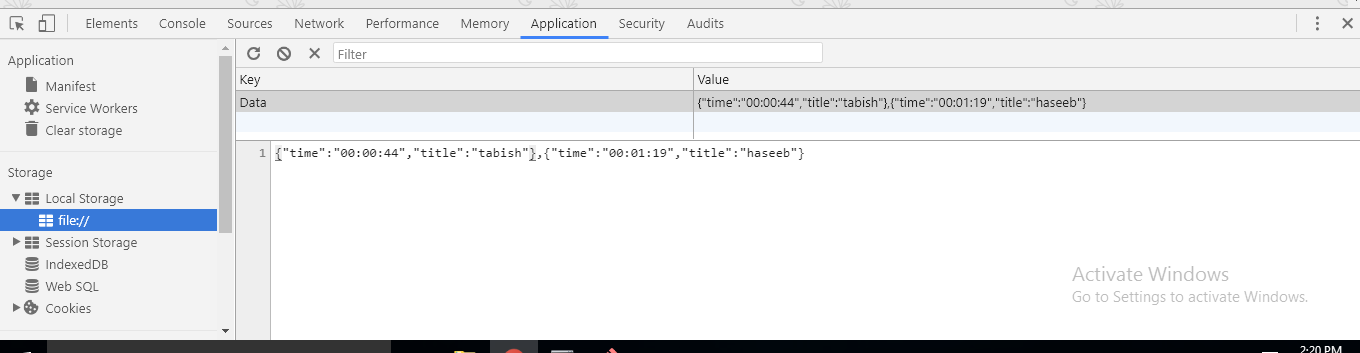 Elements Console Sources Network Performance Memory Application Security Audits
Application
Manifest
Service Workers
Clear storage
Storage
Local Storage
file://
Session Storage
IndexedDB
Web SQL
Cookies
Filter
Key Value
Data {"time":"00:00:44","title":"tabish"},{"time":"00:01:19","title":"haseeb"}
1 {"time":"00:00:44","title":"tabish"},{"time":"00:01:19","title":"haseeb"}
Activate Windows
Go to Settings to activate Windows.
2:20 PM